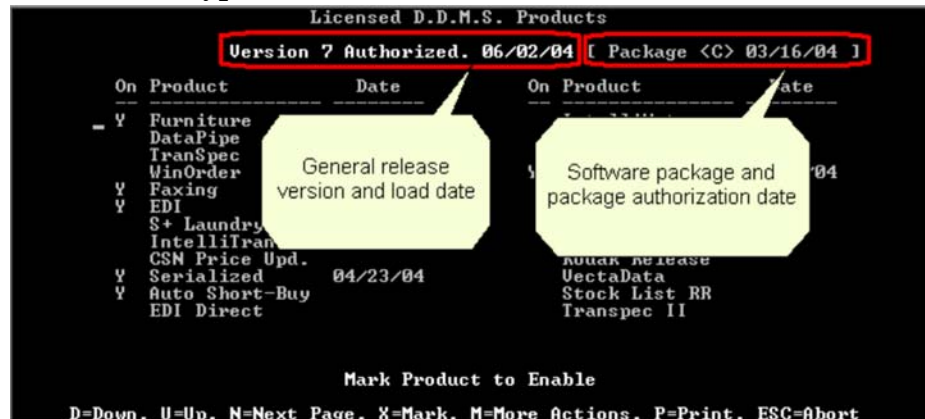 Licensed D.D.M.S. Products
Version 7 Authorized. 06/02/04 [ Package <C> 03/16/04 ]
On Product Date On Product Date
Y Furniture
DataPipe
TranSpec
WinOrder
Y Faxing
Y EDI
S+ Laundry
CSN Price Upd.
Y Serialized 04/23/04
Y Auto Short-Buy
EDI Direct
General release
version and load date
Software package and
package authorization date
Kodak Release
VectaData
Stock List RR
Transpec II
Mark Product to Enable
D=Down, U=Up, N=Next Page, X=Mark, M=More Actions, P=Print, ESC=Abort